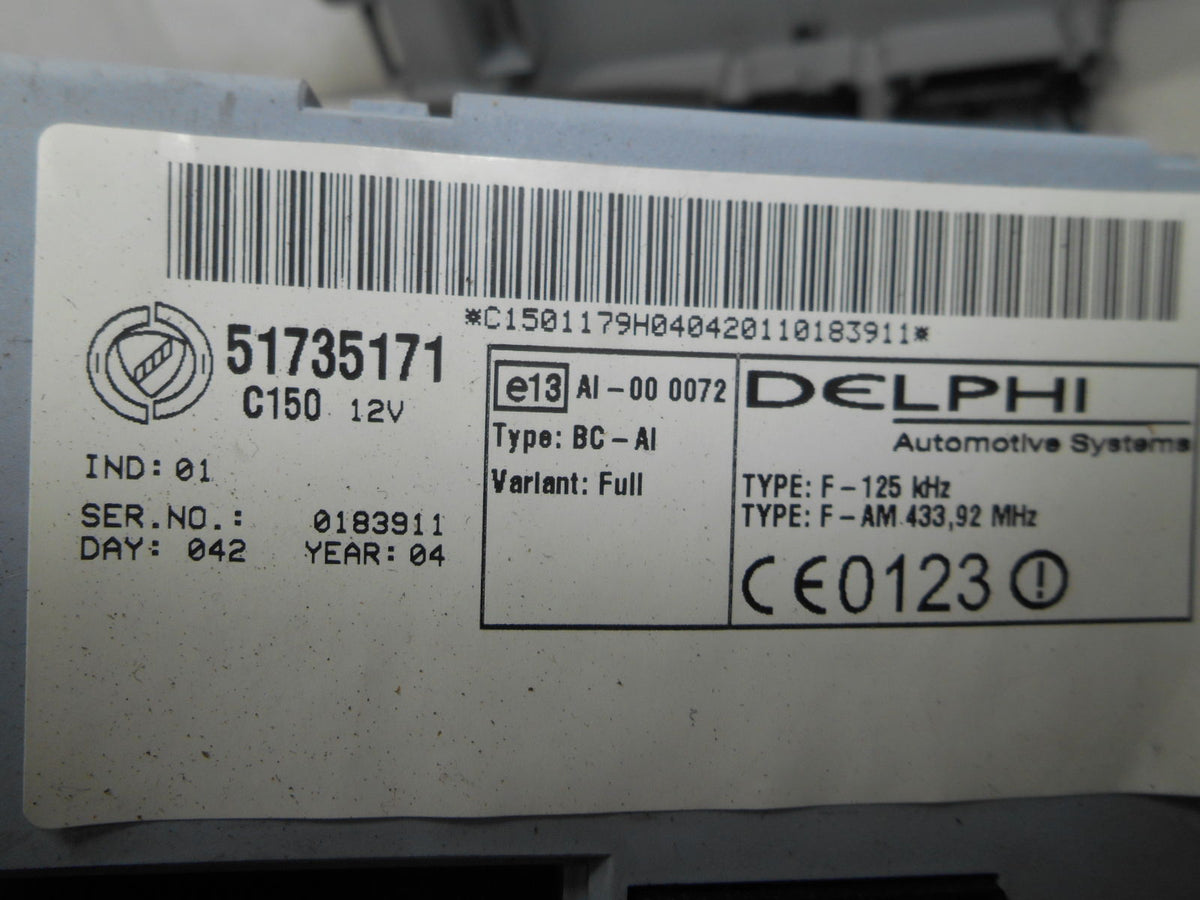 *C1501179H040420110183911*
51735171
C150 12V
IND: 01
SER.NO.: 0183911
DAY: 042 YEAR: 04
e13 AI-00 0072
Type: BC-AI
Variant: Full
DELPHI
Automotive Systems
TYPE: F-125 kHz
TYPE: F-AM 433,92 MHz
CE0123